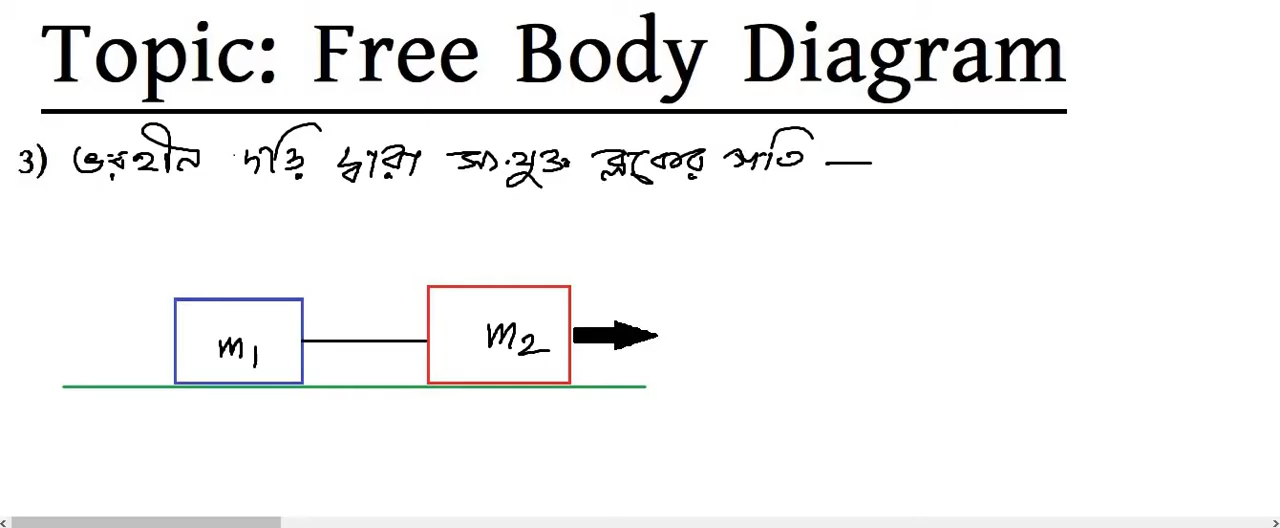 Topic: Free Body Diagram
3) ভরহীন দড়ি দ্বারা সংযুক্ত ব্লকের গতি —
m1
m2